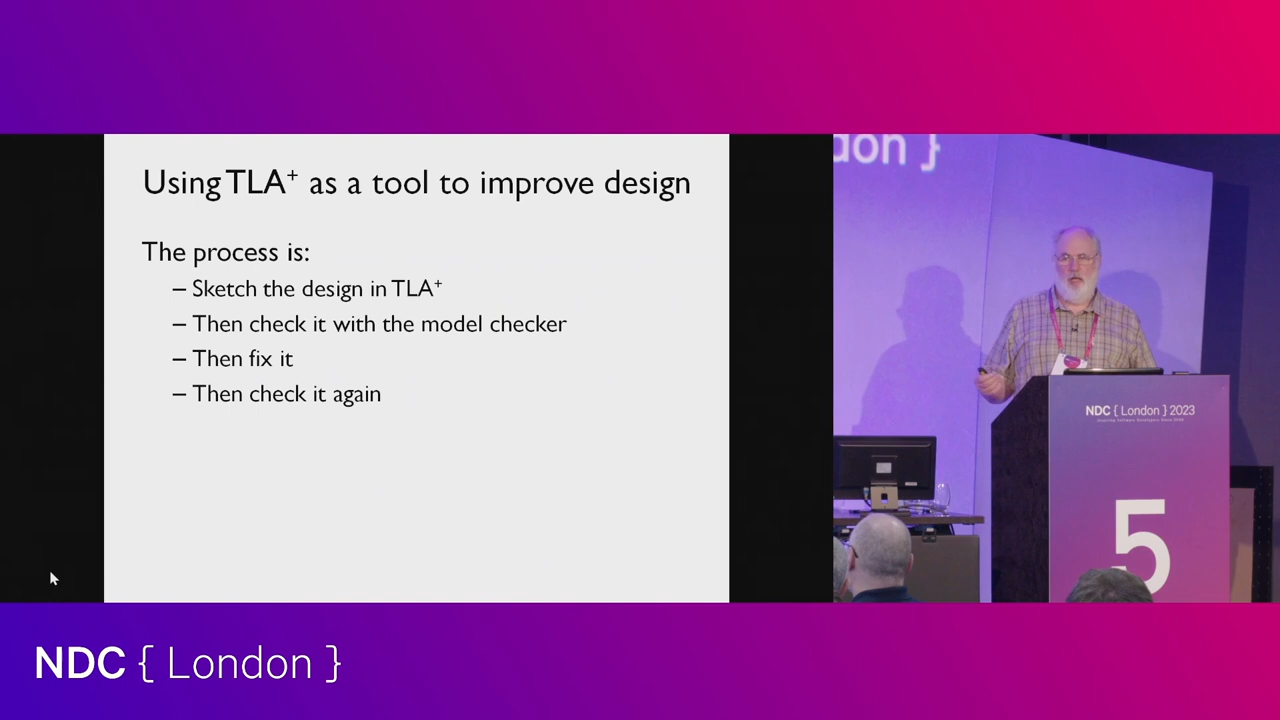 Using TLA⁺ as a tool to improve design
The process is:
– Sketch the design in TLA⁺
– Then check it with the model checker
– Then fix it
– Then check it again
don }
NDC { London } 2023
5
NDC { London }